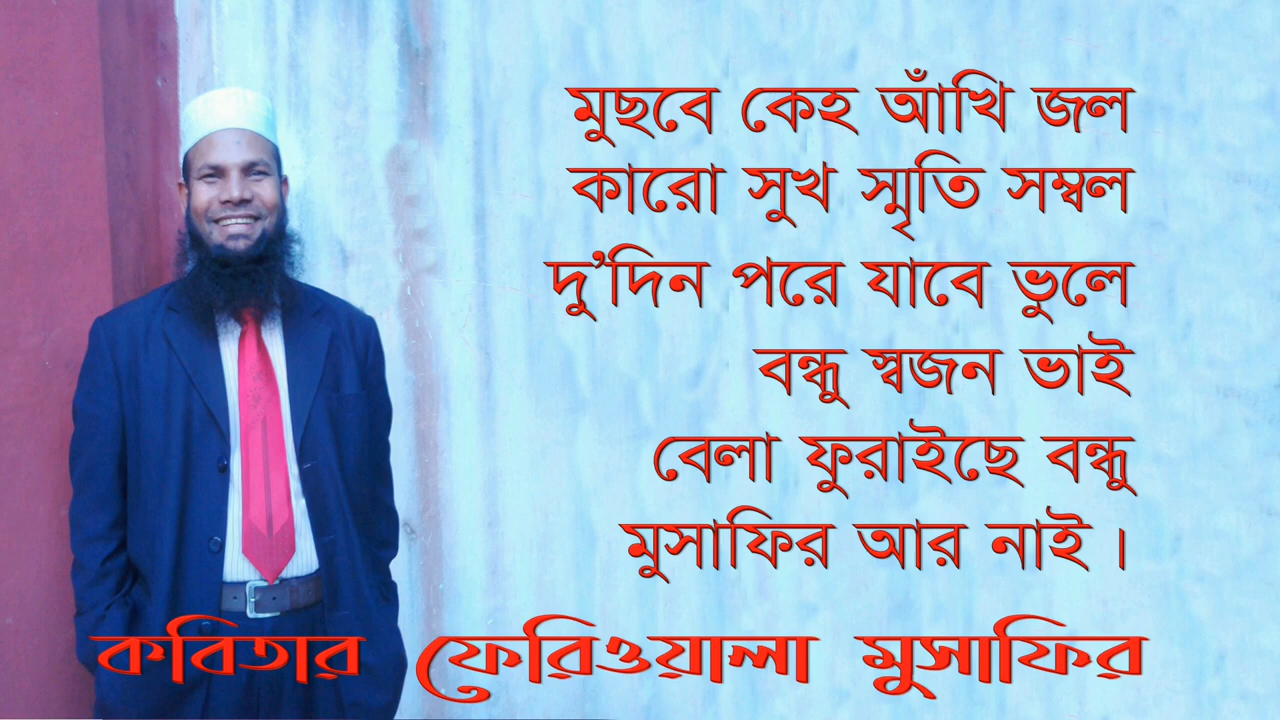 মুছবে কেহ আঁখি জল
কারো সুখ স্মৃতি সম্বল
দু'দিন পরে যাবে ভুলে
বন্ধু স্বজন ভাই
বেলা ফুরাইছে বন্ধু
মুসাফির আর নাই ।
কবিতার ফেরিওয়ালা মুসাফির